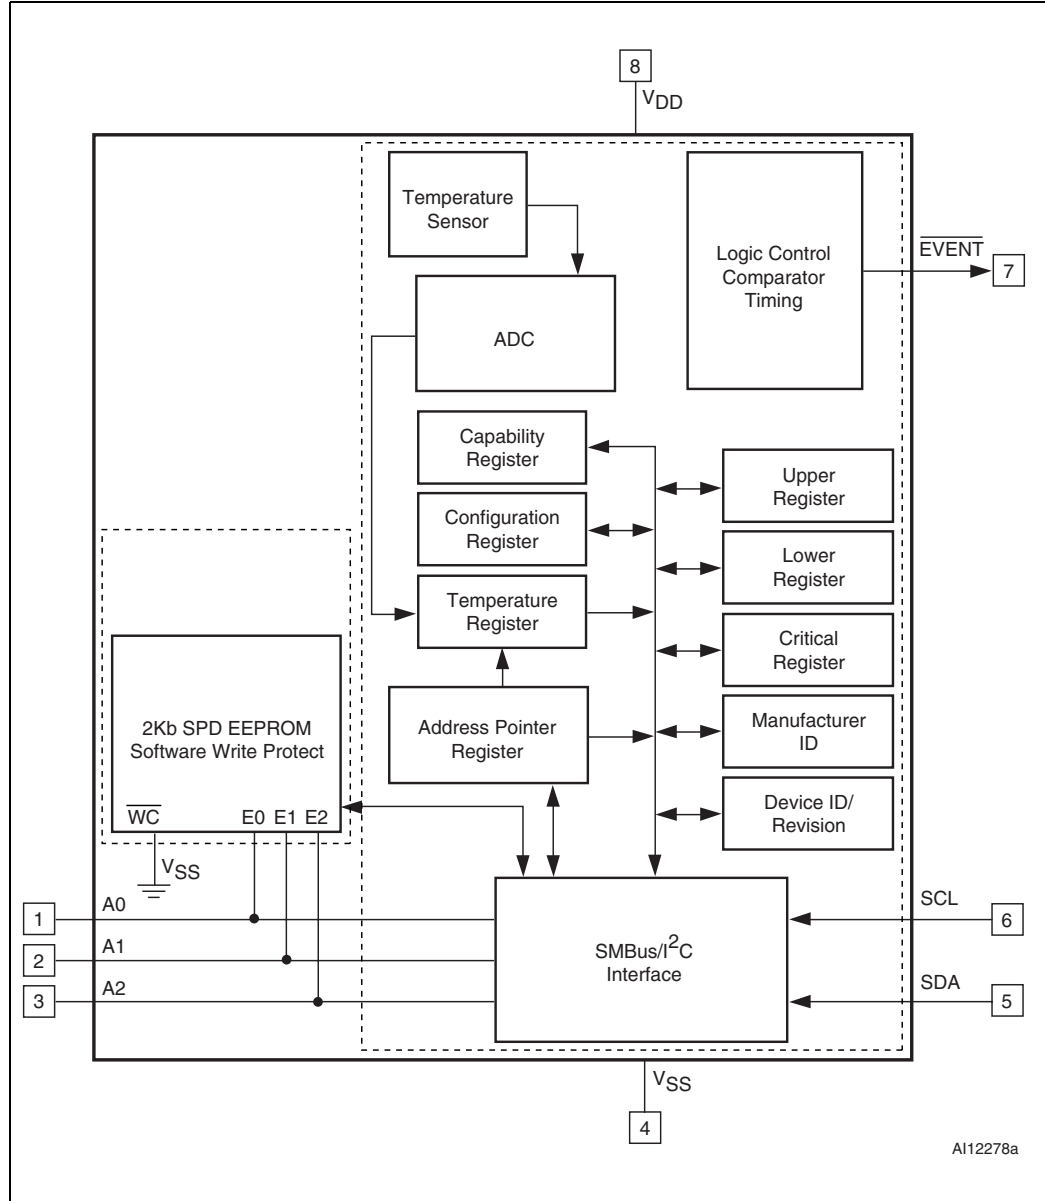 8
VDD
Temperature
Sensor
Logic Control
Comparator
Timing
EVENT
7
ADC
Capability
Register
Upper
Register
Configuration
Register
Lower
Register
Temperature
Register
Critical
Register
2Kb SPD EEPROM
Software Write Protect
Address Pointer
Register
Manufacturer
ID
WC E0 E1 E2
Device ID/
Revision
VSS
1 A0
SCL 6
2 A1
SMBus/I2C
Interface
3 A2
SDA 5
VSS
4
AI12278a